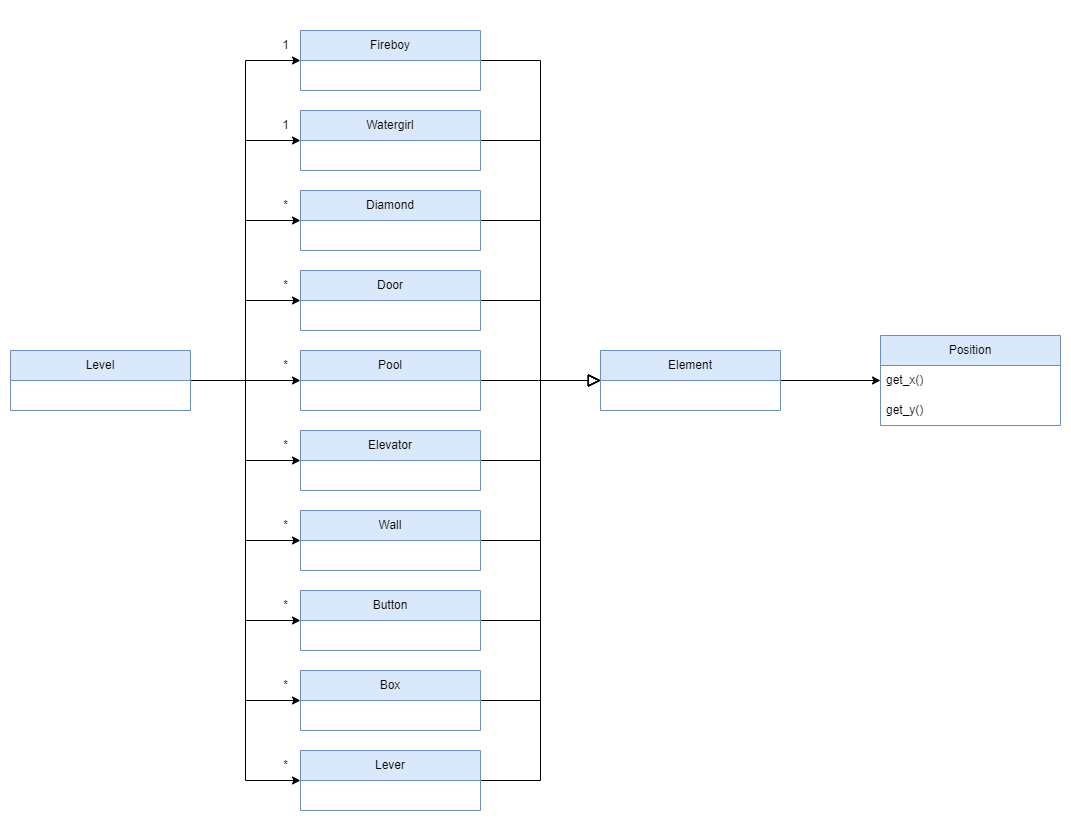 1
Fireboy
1
Watergirl
*
Diamond
*
Door
Level
*
Pool
Element
Position
get_x()
get_y()
*
Elevator
*
Wall
*
Button
*
Box
*
Lever